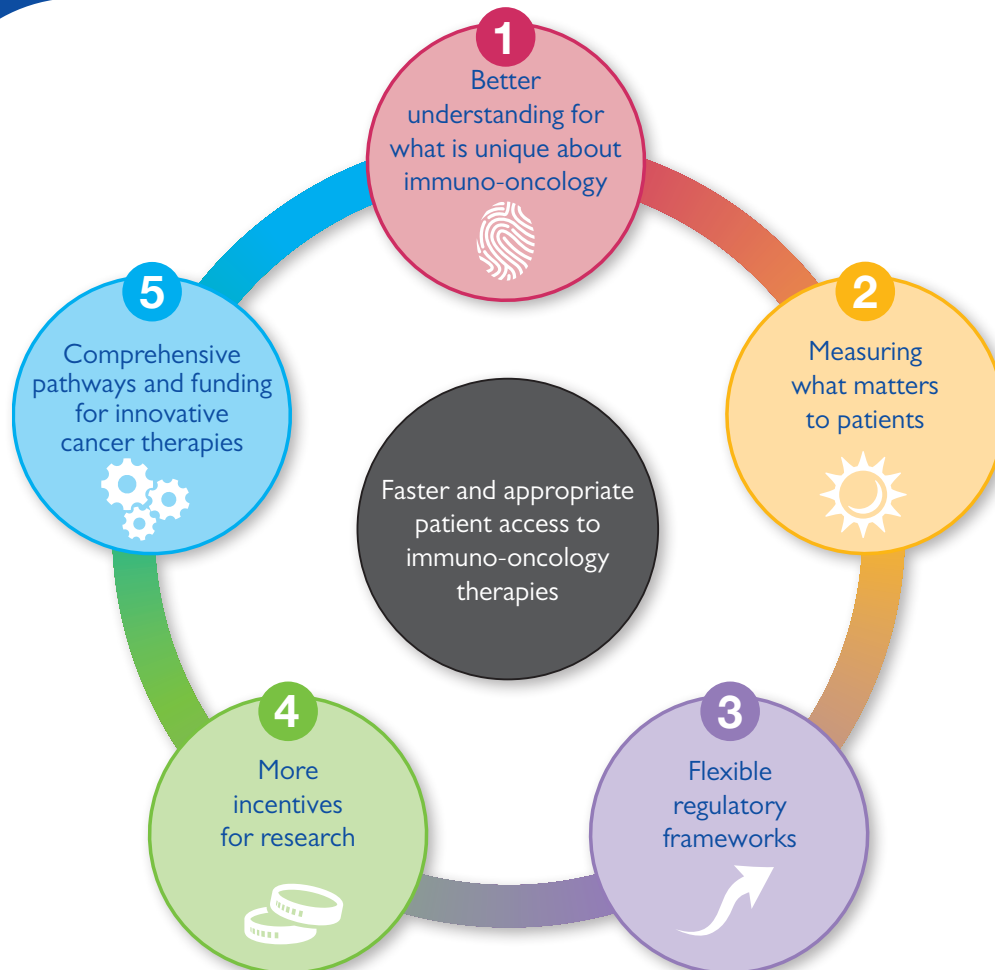 1
Better
understanding for
what is unique about
immuno-oncology
2
Measuring
what matters
to patients
3
Flexible
regulatory
frameworks
4
More
incentives
for research
5
Comprehensive
pathways and funding
for innovative
cancer therapies
Faster and appropriate
patient access to
immuno-oncology
therapies